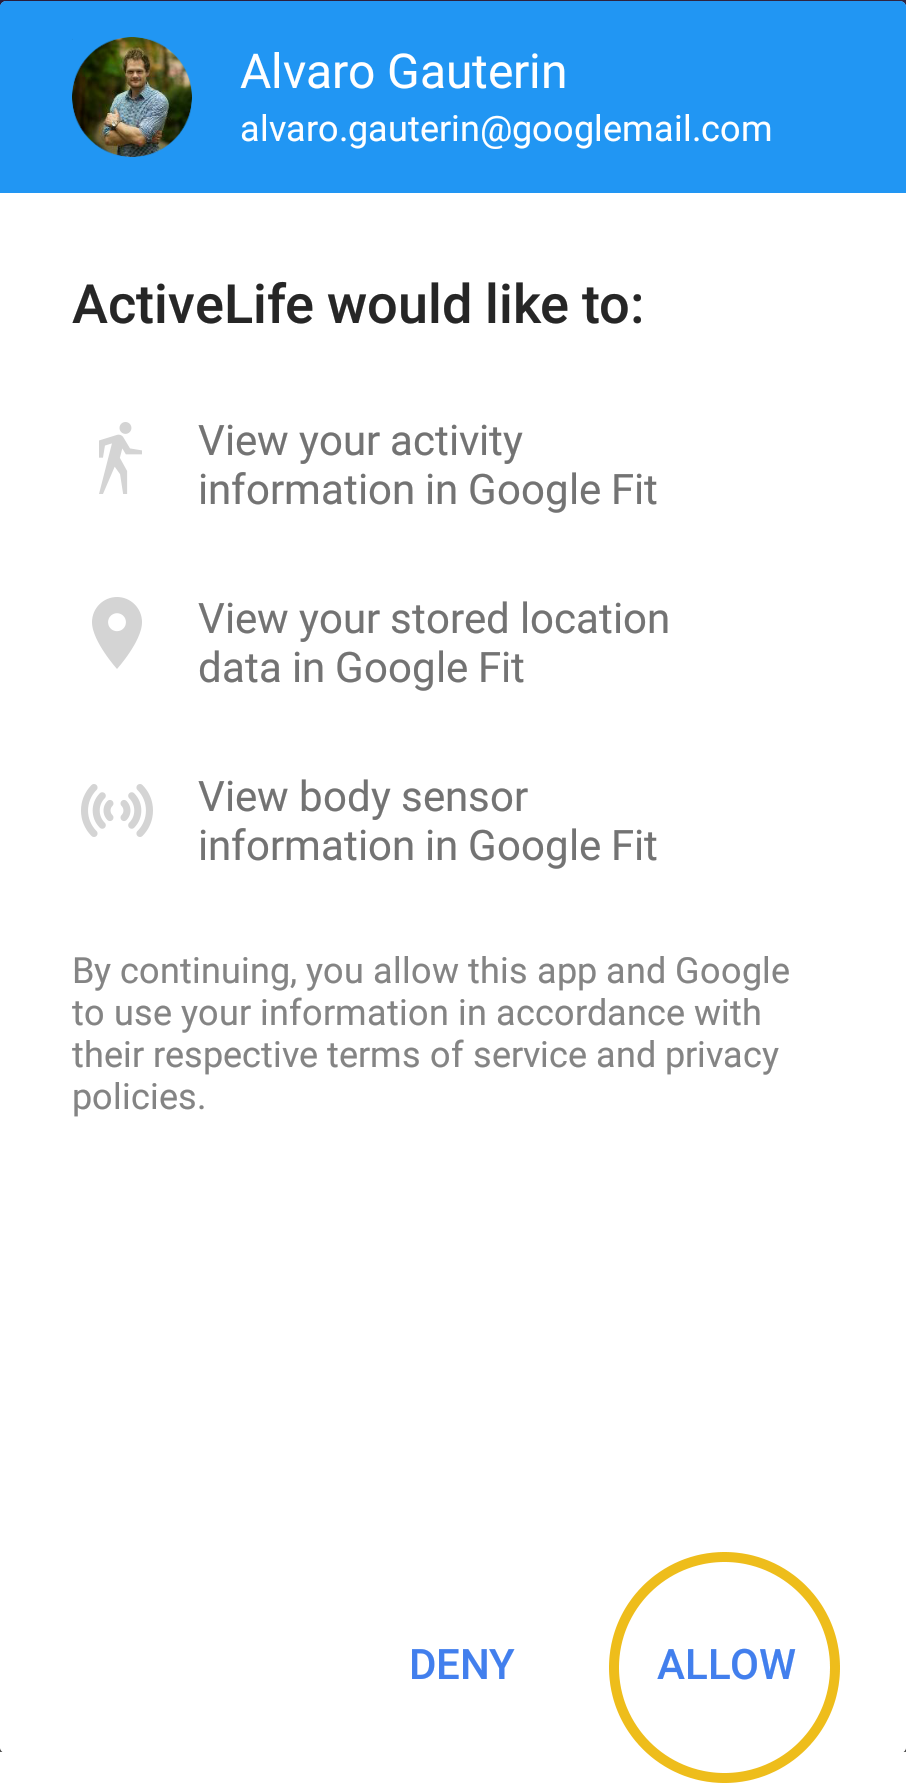 Alvaro Gauterin
alvaro.gauterin@googlemail.com
ActiveLife would like to:
View your activity
information in Google Fit
View your stored location
data in Google Fit
View body sensor
information in Google Fit
By continuing, you allow this app and Google
to use your information in accordance with
their respective terms of service and privacy
policies.
DENY ALLOW